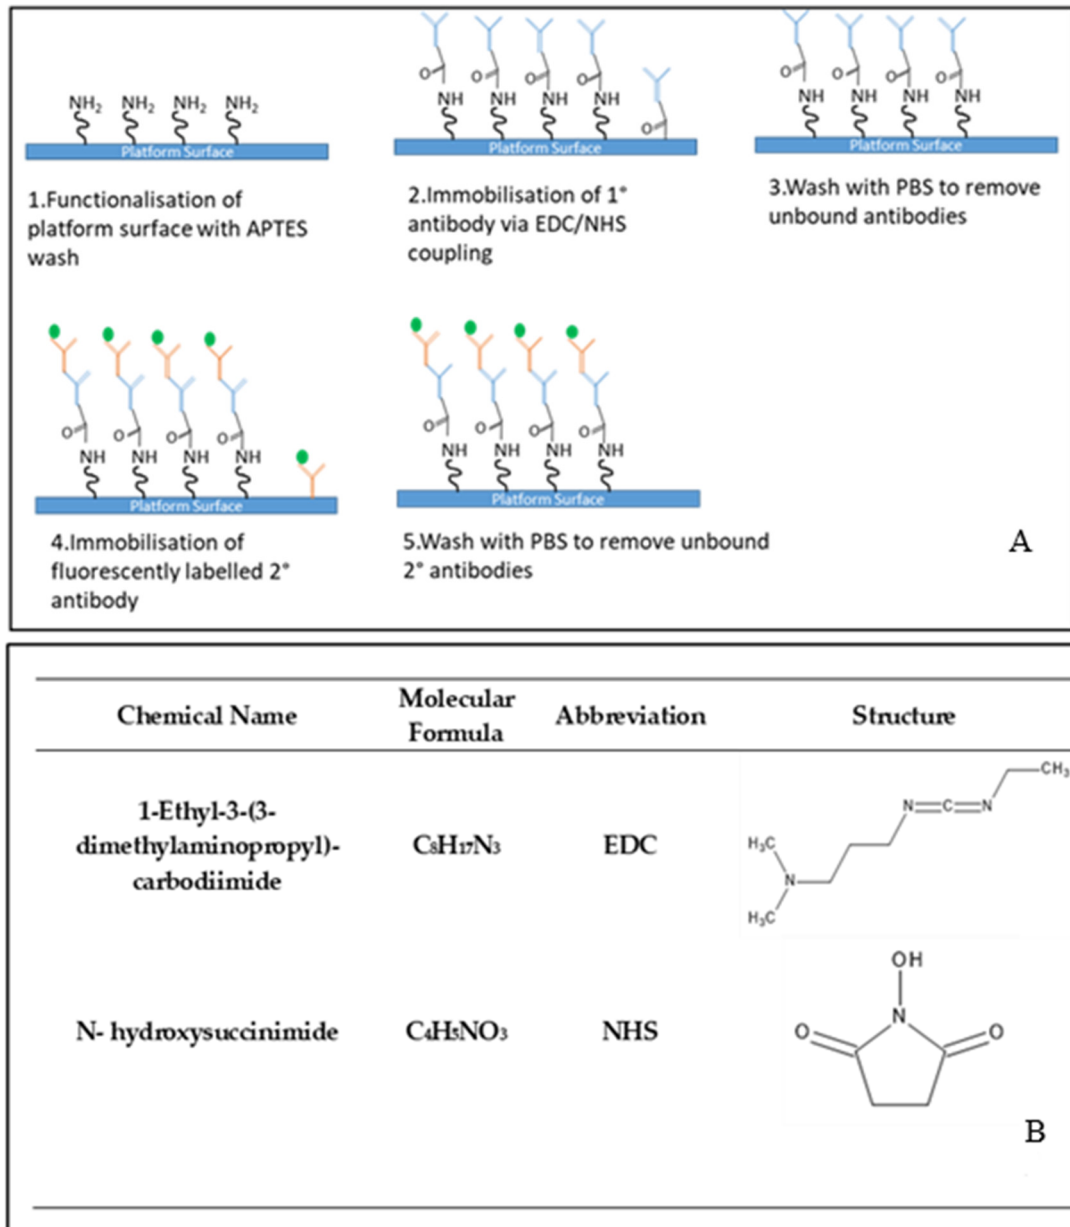 NH₂ NH₂ NH₂ NH₂
Platform Surface
1.Functionalisation of
platform surface with APTES
wash
O O O O
NH NH NH NH O
Platform Surface
2.Immobilisation of 1°
antibody via EDC/NHS
coupling
O O O O
NH NH NH NH
Platform Surface
3.Wash with PBS to remove
unbound antibodies
O O O O
NH NH NH NH
Platform Surface
4.Immobilisation of
fluorescently labelled 2°
antibody
O O O O
NH NH NH NH
Platform Surface
5.Wash with PBS to remove unbound
2° antibodies
A
Chemical Name Molecular Formula Abbreviation Structure
1-Ethyl-3-(3-
dimethylaminopropyl)-
carbodiimide
C₈H₁₇N₃
EDC
CH₃
N C N
H₃C
N
H₃C
N- hydroxysuccinimide
C₄H₅NO₃
NHS
OH
N
O O
B